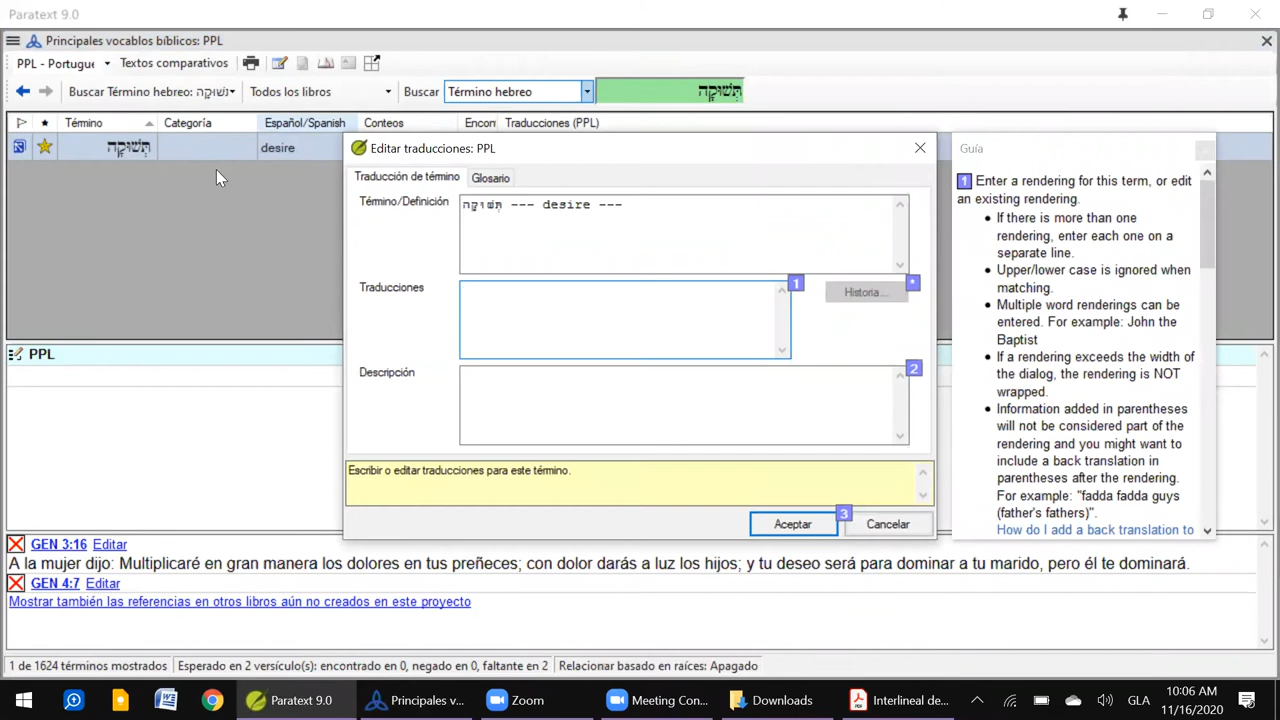 Paratext 9.0
Principales vocablos bíblicos: PPL
PPL - Portugue
Textos comparativos
Buscar Término hebreo: תְּשׁוּקָה
Todos los libros
Buscar
Término hebreo
תְּשׁוּקָה
Término
Categoría
Español/Spanish
Conteos
Encon
Traducciones (PPL)
תְּשׁוּקָה
desire
Editar traducciones: PPL
Traducción de término
Glosario
Término/Definición
תְּשׁוּקָה --- desire ---
Traducciones
1
Historia...
*
Descripción
2
Escribir o editar traducciones para este término.
3
Aceptar
Cancelar
Guía
1 Enter a rendering for this term, or edit
an existing rendering.
• If there is more than one
rendering, enter each one on a
separate line.
• Upper/lower case is ignored when
matching.
• Multiple word renderings can be
entered. For example: John the
Baptist
• If a rendering exceeds the width of
the dialog, the rendering is NOT
wrapped.
• Information added in parentheses
will not be considered part of the
rendering and you might want to
include a back translation in
parentheses after the rendering.
For example: "fadda fadda guys
(father's fathers)".
How do I add a back translation to
PPL
GEN 3:16 Editar
A la mujer dijo: Multiplicaré en gran manera los dolores en tus preñeces; con dolor darás a luz los hijos; y tu deseo será para dominar a tu marido, pero él te dominará.
GEN 4:7 Editar
Mostrar también las referencias en otros libros aún no creados en este proyecto
1 de 1624 términos mostrados
Esperado en 2 versículo(s): encontrado en 0, negado en 0, faltante en 2
Relacionar basado en raíces: Apagado
Paratext 9.0
Principales v...
Zoom
Meeting Con...
Downloads
Interlineal de...
GLA
10:06 AM
11/16/2020